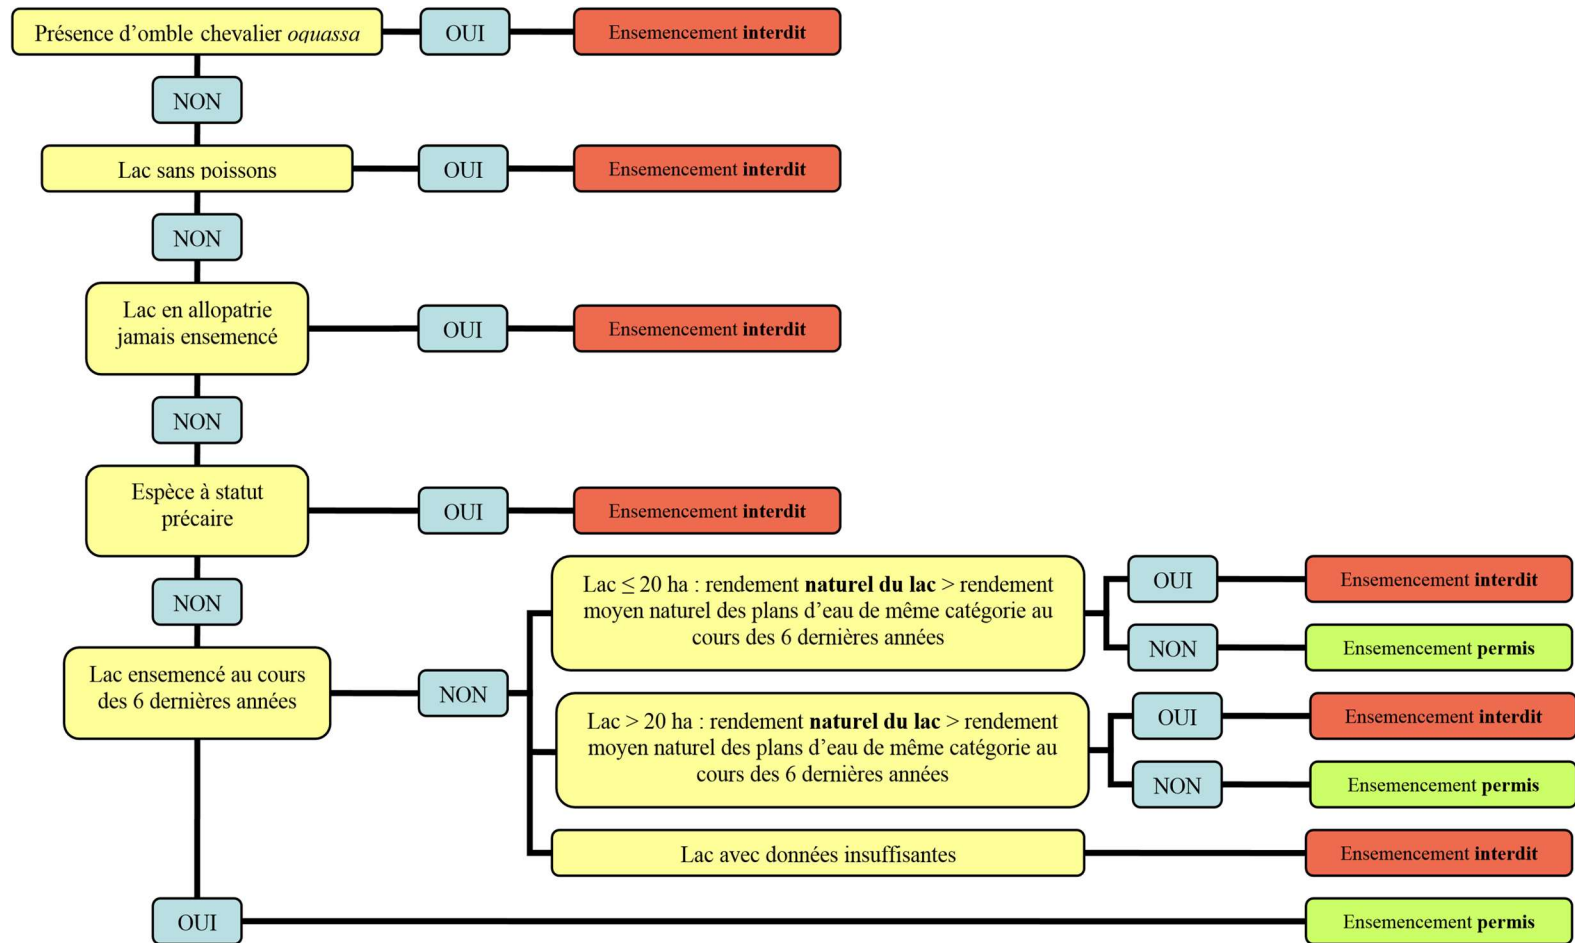 Présence d’omble chevalier oquassa
OUI
Ensemencement interdit
NON
Lac sans poissons
OUI
Ensemencement interdit
NON
Lac en allopatrie
jamais ensemencé
OUI
Ensemencement interdit
NON
Espèce à statut
précaire
OUI
Ensemencement interdit
NON
Lac ensemencé au cours
des 6 dernières années
NON
Lac ≤ 20 ha : rendement naturel du lac > rendement
moyen naturel des plans d’eau de même catégorie au
cours des 6 dernières années
OUI
Ensemencement interdit
NON
Ensemencement permis
Lac > 20 ha : rendement naturel du lac > rendement
moyen naturel des plans d’eau de même catégorie au
cours des 6 dernières années
OUI
Ensemencement interdit
NON
Ensemencement permis
Lac avec données insuffisantes
Ensemencement interdit
OUI
Ensemencement permis